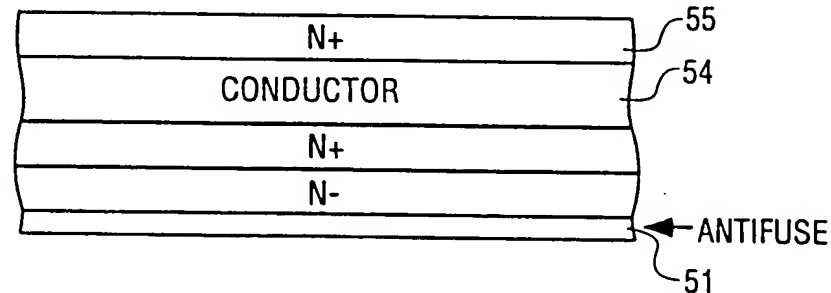 N+
55
CONDUCTOR
54
N+
N-
ANTIFUSE
51